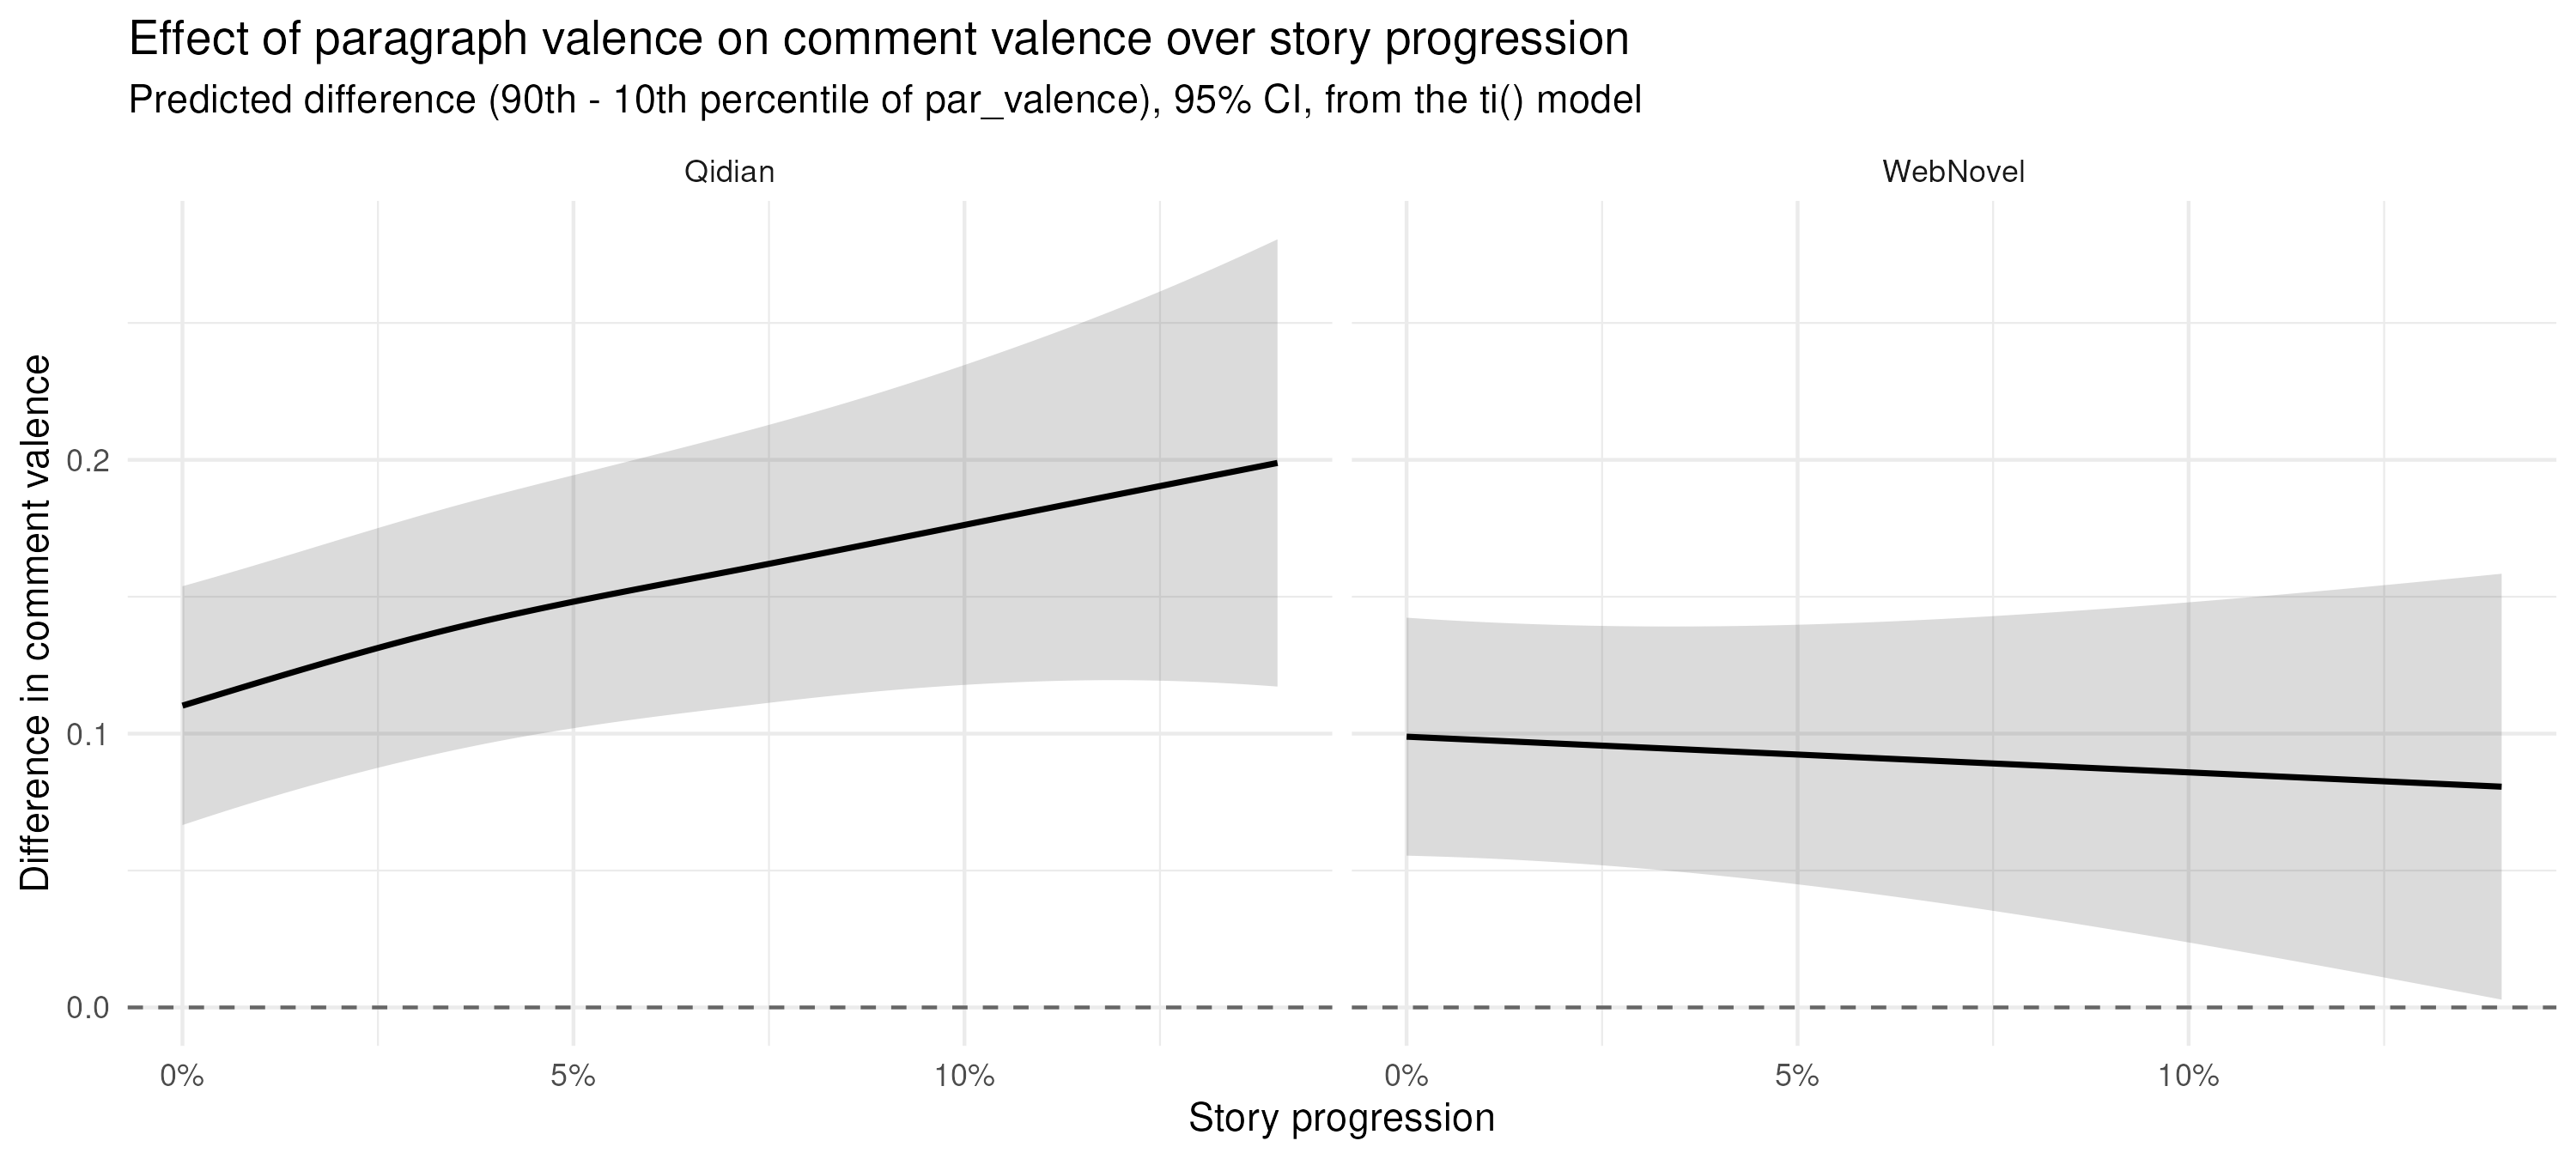 Effect of paragraph valence on comment valence over story progression
Predicted difference (90th - 10th percentile of par_valence), 95% CI, from the ti() model
Qidian
WebNovel
Difference in comment valence
0.2
0.1
0.0
0%
5%
10%
0%
5%
10%
Story progression